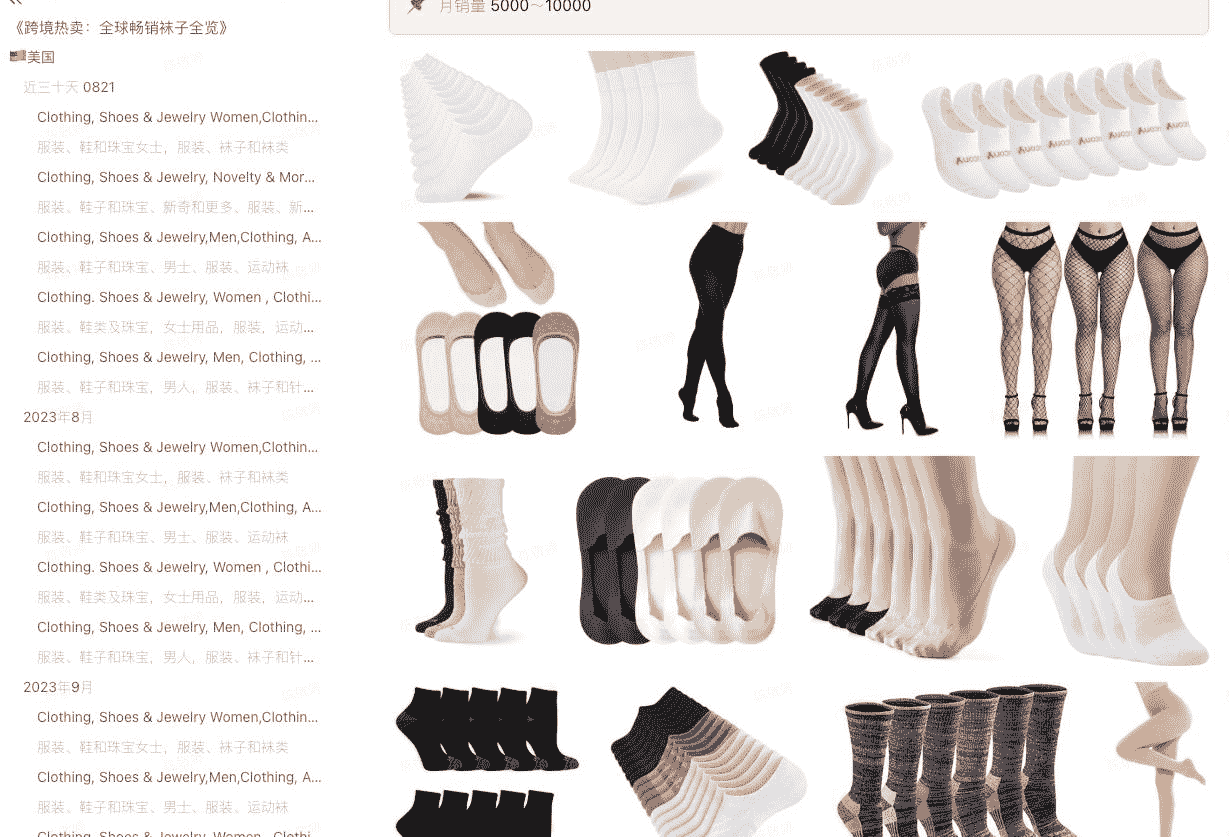 《跨境热卖：全球畅销袜子全览》
美国
近三十天 0821
Clothing, Shoes & Jewelry Women,Clothin...
服装、鞋和珠宝女士，服装、袜子和袜类
Clothing, Shoes & Jewelry, Novelty & Mor...
服装、鞋子和珠宝、新奇和更多、服装、新...
Clothing, Shoes & Jewelry,Men,Clothing, A...
服装、鞋子和珠宝、男士、服装、运动袜
Clothing. Shoes & Jewelry, Women , Clothi...
服装、鞋类及珠宝，女士用品，服装，运动...
Clothing, Shoes & Jewelry, Men, Clothing, ...
服装、鞋子和珠宝，男人，服装、袜子和针...
2023年8月
Clothing, Shoes & Jewelry Women,Clothin...
服装、鞋和珠宝女士，服装、袜子和袜类
Clothing, Shoes & Jewelry,Men,Clothing, A...
服装、鞋子和珠宝、男士、服装、运动袜
Clothing. Shoes & Jewelry, Women , Clothi...
服装、鞋类及珠宝，女士用品，服装，运动...
Clothing, Shoes & Jewelry, Men, Clothing, ...
服装、鞋子和珠宝，男人，服装、袜子和针...
2023年9月
Clothing, Shoes & Jewelry Women,Clothin...
服装、鞋和珠宝女士，服装、袜子和袜类
Clothing, Shoes & Jewelry,Men,Clothing, A...
服装、鞋子和珠宝、男士、服装、运动袜
Clothing. Shoes & Jewelry, Women , Clothi...
月销量 5000～10000